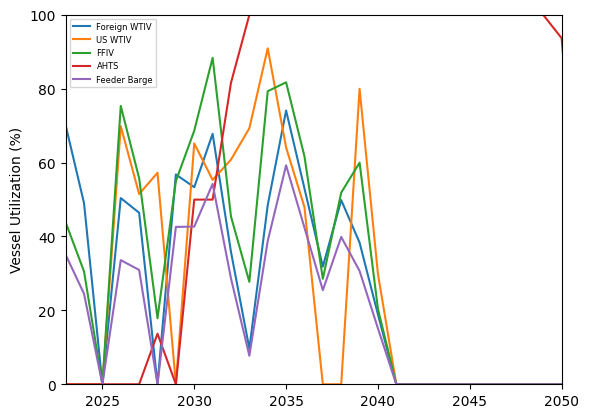 100
80
60
40
20
0
Vessel Utilization (%)
Foreign WTIV
US WTIV
FFIV
AHTS
Feeder Barge
2025 2030 2035 2040 2045 2050